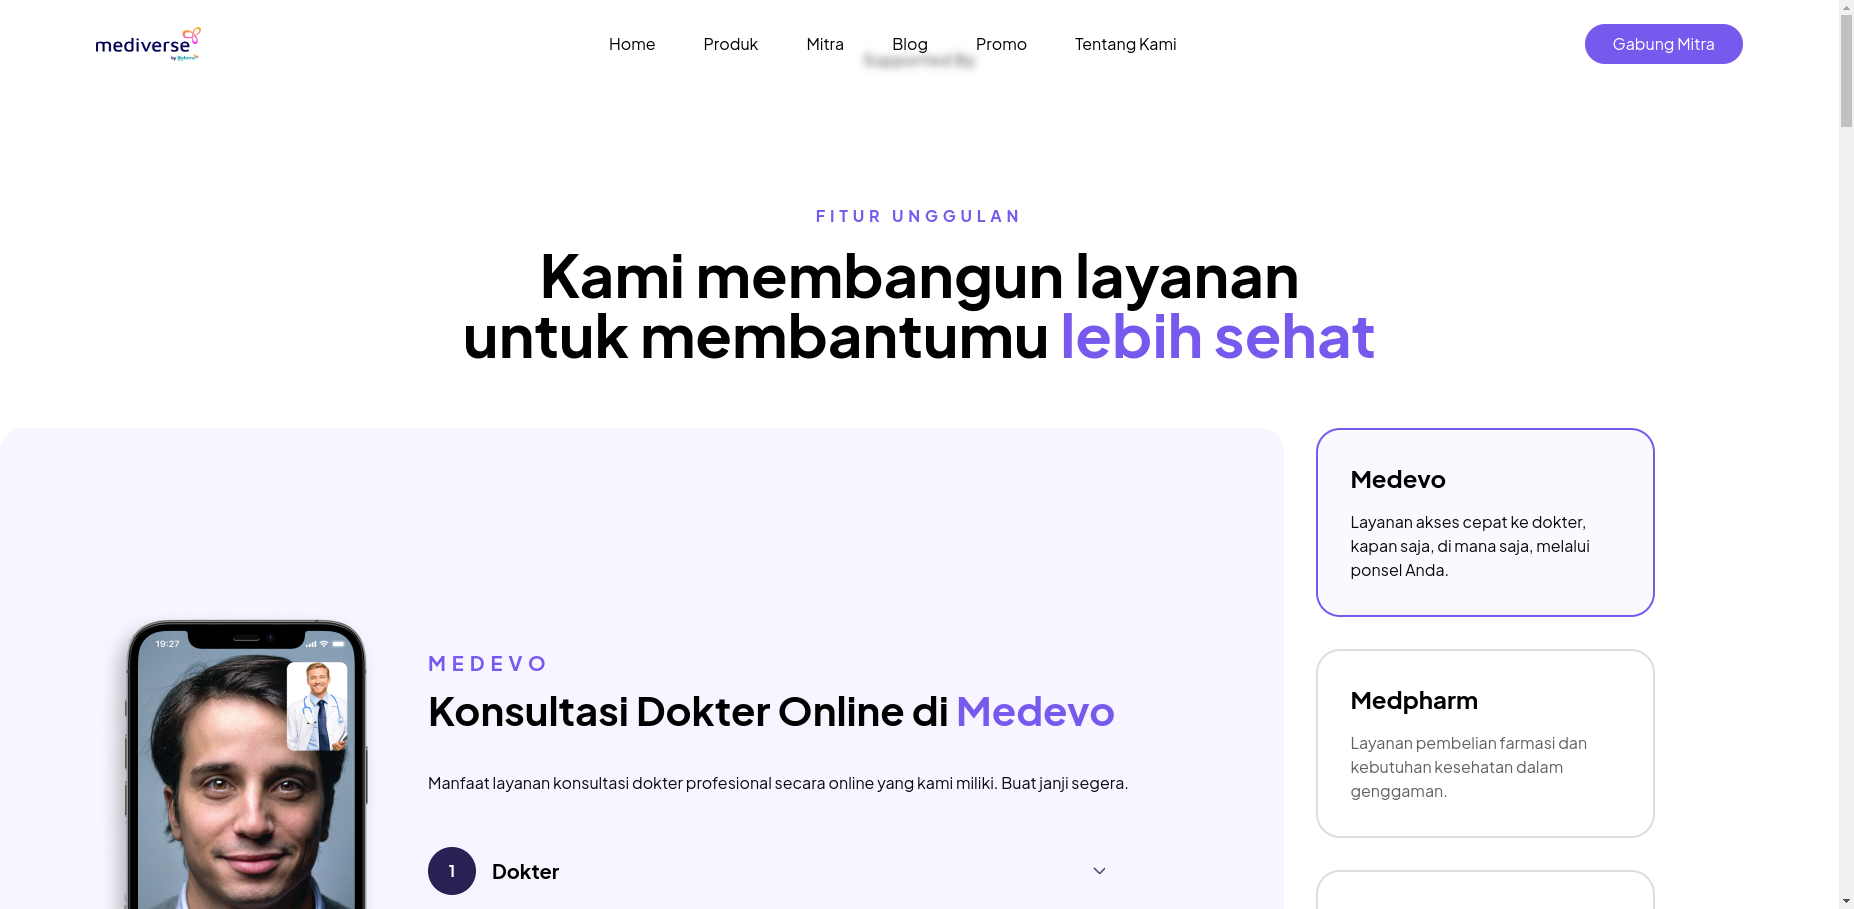 mediverse
by
Home
Produk
Mitra
Blog
Promo
Tentang Kami
Gabung Mitra
Supported By
FITUR UNGGULAN
Kami membangun layanan
untuk membantumu lebih sehat
19:27
MEDEVO
Konsultasi Dokter Online di Medevo
Manfaat layanan konsultasi dokter profesional secara online yang kami miliki. Buat janji segera.
1
Dokter
Medevo
Layanan akses cepat ke dokter,
kapan saja, di mana saja, melalui
ponsel Anda.
Medpharm
Layanan pembelian farmasi dan
kebutuhan kesehatan dalam
genggaman.